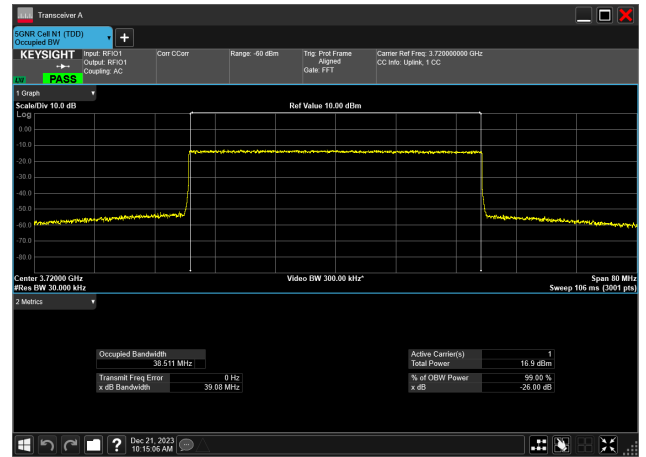 Transceiver A
5GNR Cell N1 (TDD)
Occupied BW
KEYSIGHT
PASS
Input: RFIO1
Output: RFIO1
Coupling: AC
Corr CCorr
Range: -60 dBm
Trig: Prot Frame
Aligned
Gate: FFT
Carrier Ref Freq: 3.720000000 GHz
CC Info: Uplink, 1 CC
1 Graph
Scale/Div 10.0 dB
Ref Value 10.00 dBm
Log
0.00
-10.0
-20.0
-30.0
-40.0
-50.0
-60.0
-70.0
-80.0
Center 3.72000 GHz
#Res BW 30.000 kHz
Video BW 300.00 kHz*
Span 80 MHz
Sweep 106 ms (3001 pts)
2 Metrics
Occupied Bandwidth
38.511 MHz
Transmit Freq Error 0 Hz
x dB Bandwidth 39.08 MHz
Active Carrier(s) 1
Total Power 16.9 dBm
% of OBW Power 99.00 %
x dB -26.00 dB
Dec 21, 2023
10:15:06 AM